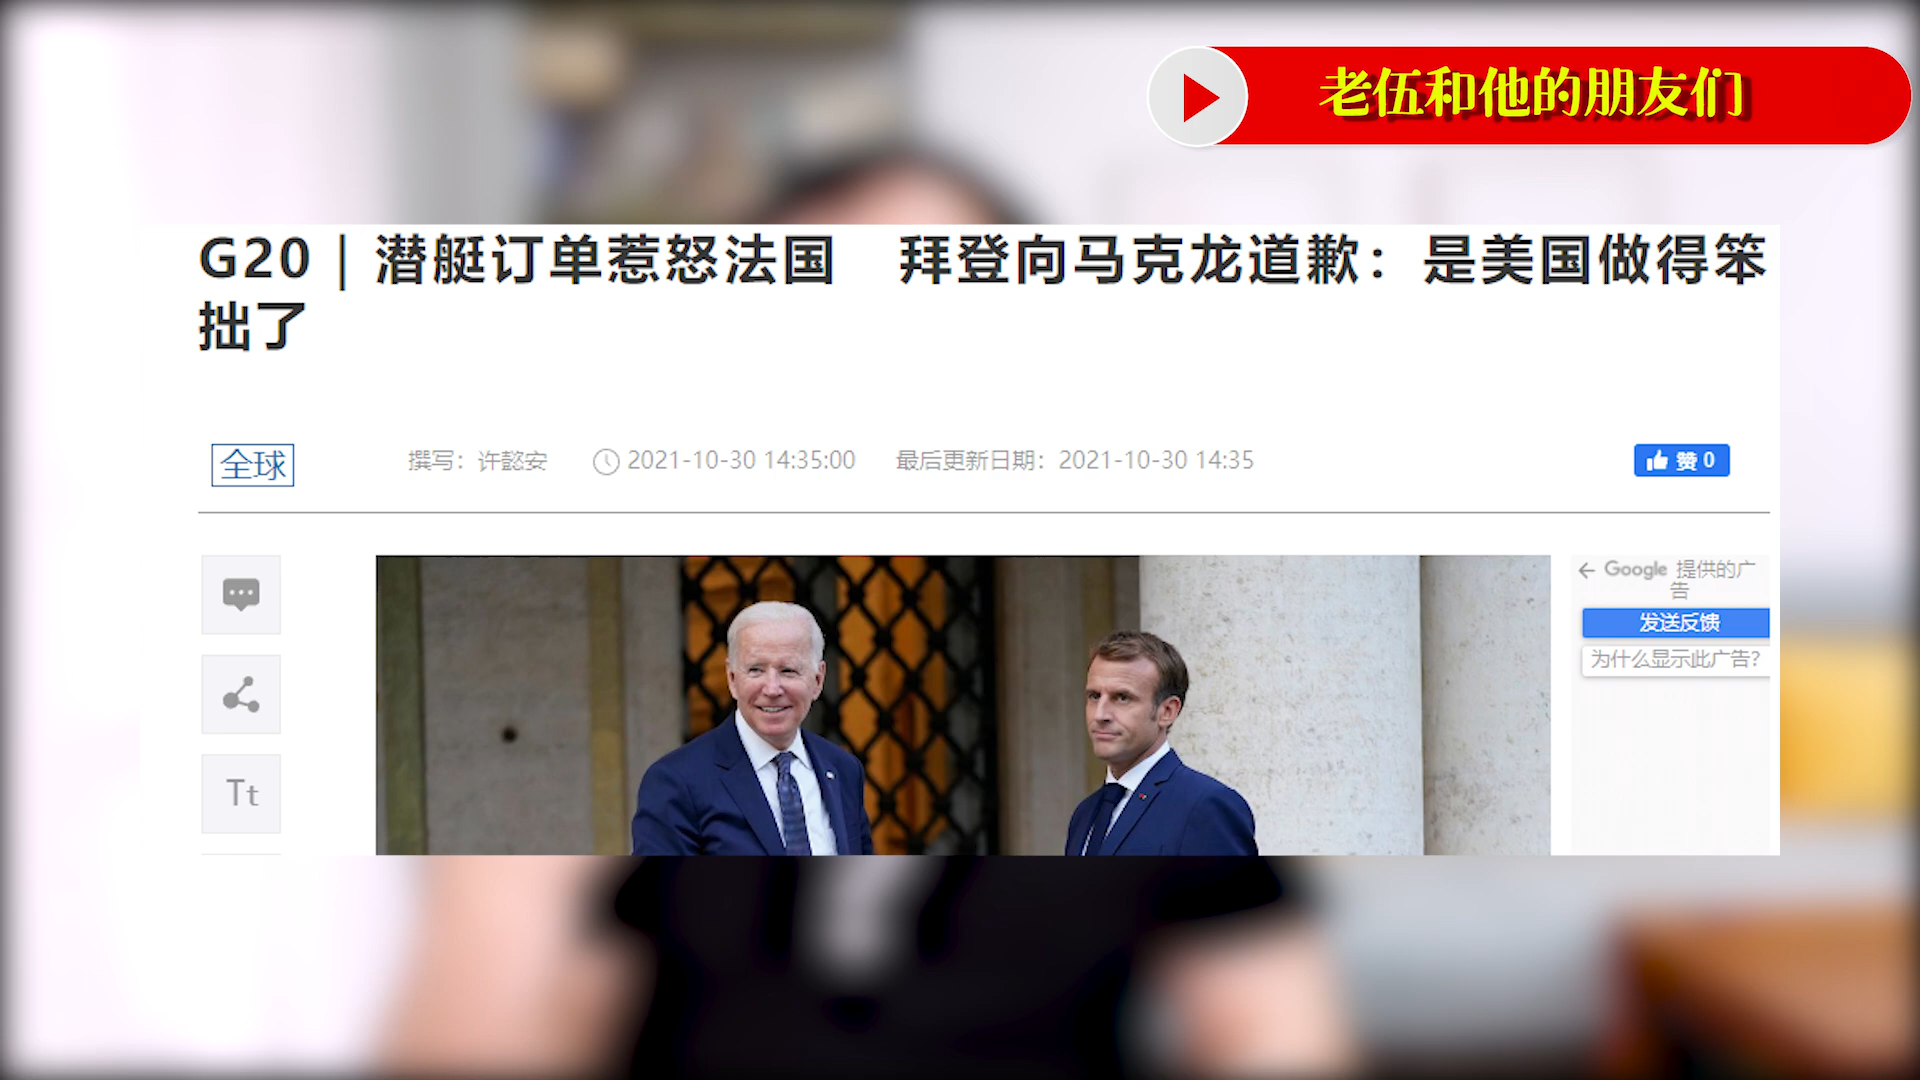 老伍和他的朋友们
G20｜潜艇订单惹怒法国　拜登向马克龙道歉：是美国做得笨
拙了
全球
撰写：许懿安
2021-10-30 14:35:00
最后更新日期：2021-10-30 14:35
赞 0
Google 提供的广
告
发送反馈
为什么显示此广告?
Tt